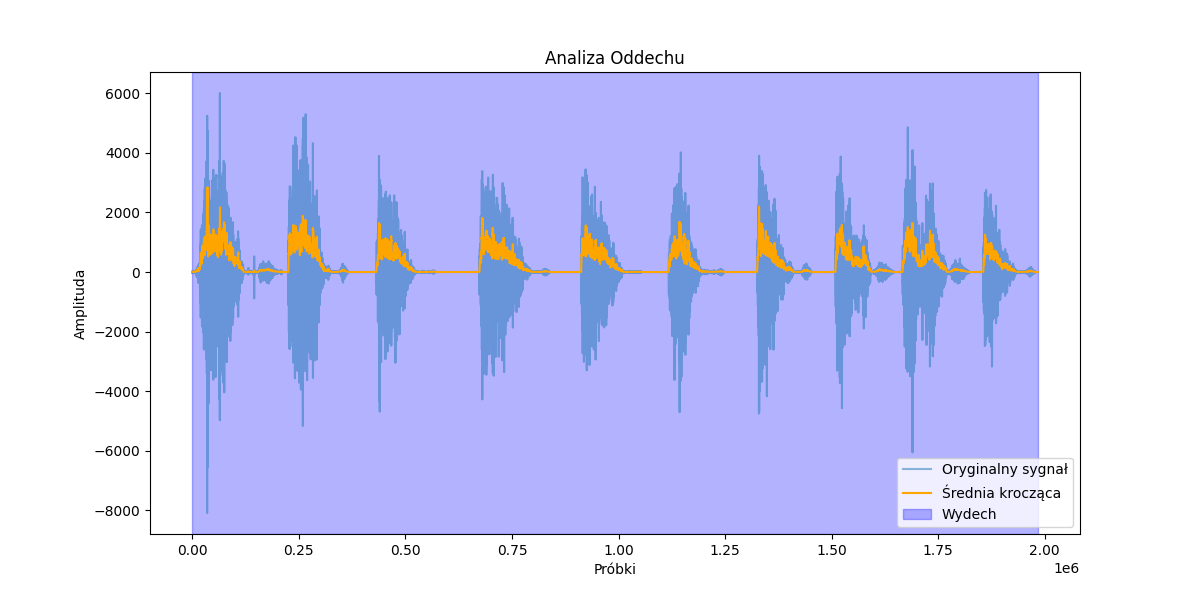 Analiza Oddechu
Amplituda
6000
4000
2000
0
−2000
−4000
−6000
−8000
Oryginalny sygnał
Średnia krocząca
Wydech
0.00 0.25 0.50 0.75 1.00 1.25 1.50 1.75 2.00
1e6
Próbki